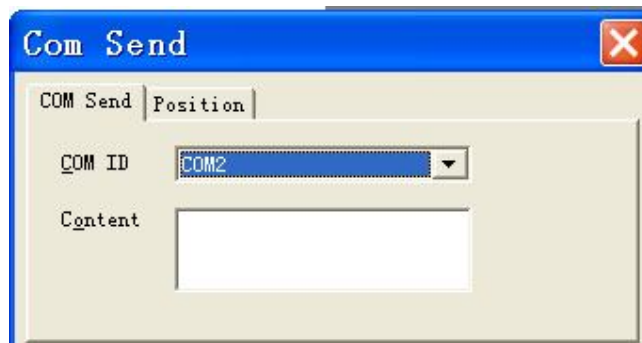 Com Send
COM Send Position
COM ID COM2
Content